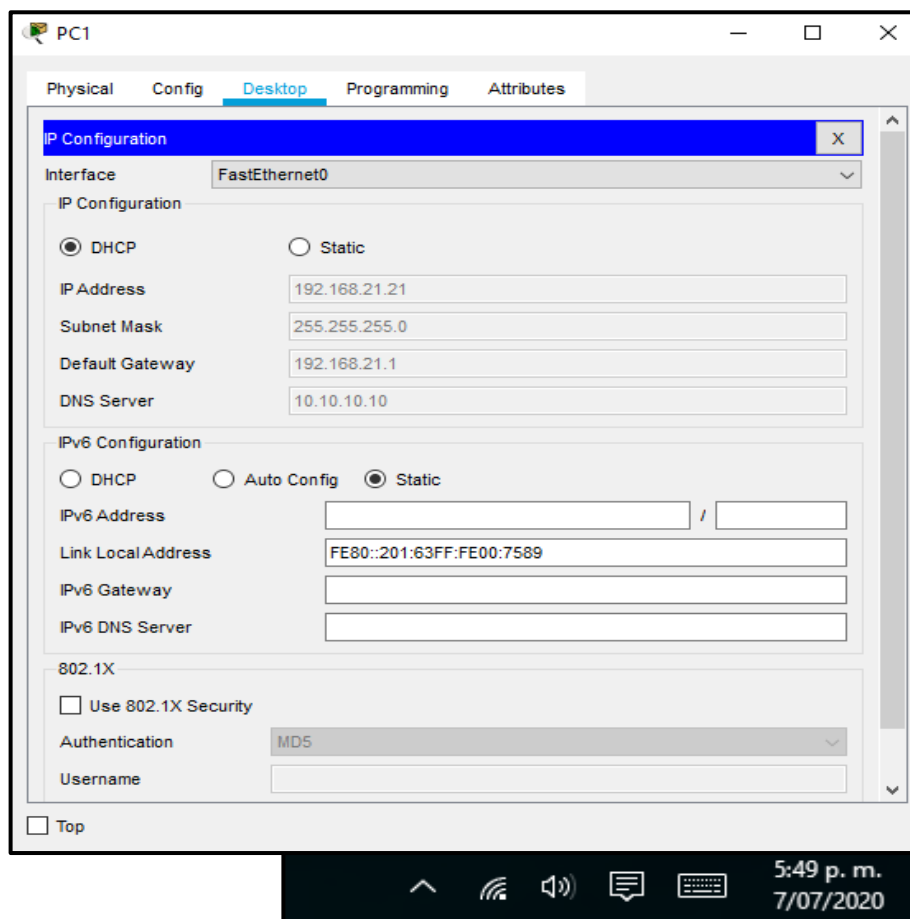 PC1
Physical Config Desktop Programming Attributes
IP Configuration X
Interface FastEthernet0
IP Configuration
DHCP Static
IP Address 192.168.21.21
Subnet Mask 255.255.255.0
Default Gateway 192.168.21.1
DNS Server 10.10.10.10
IPv6 Configuration
DHCP Auto Config Static
IPv6 Address /
Link Local Address FE80::201:63FF:FE00:7589
IPv6 Gateway
IPv6 DNS Server
802.1X
Use 802.1X Security
Authentication MD5
Username
Top
5:49 p. m.
7/07/2020